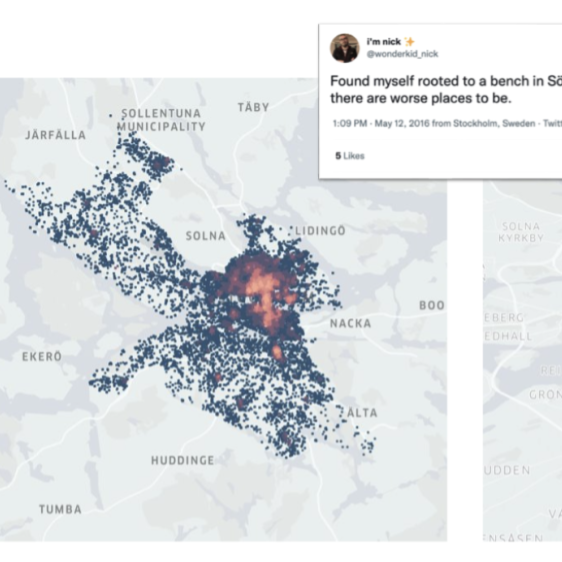 i'm nick ✨
@wonderkid_nick
Found myself rooted to a bench in Sö
there are worse places to be.
1:09 PM - May 12, 2016 from Stockholm, Sweden - Twitt
5 Likes
TÄBY
SOLLENTUNA
MUNICIPALITY
JÄRFÄLLA
SOLNA
LIDINGÖ
SOLNA
KYRKBY
BOO
NACKA
EBERG
EDHALL
EKERÖ
RE
GRÖN
ÄLTA
HUDDINGE
UDDEN
TUMBA
VÅ
ENSÅSEN